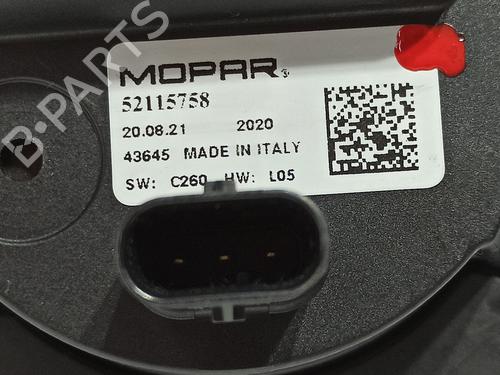 MOPAR®
52115758
20.08.21 2020
43645 MADE IN ITALY
SW: C260 HW: L05
B-PARTS